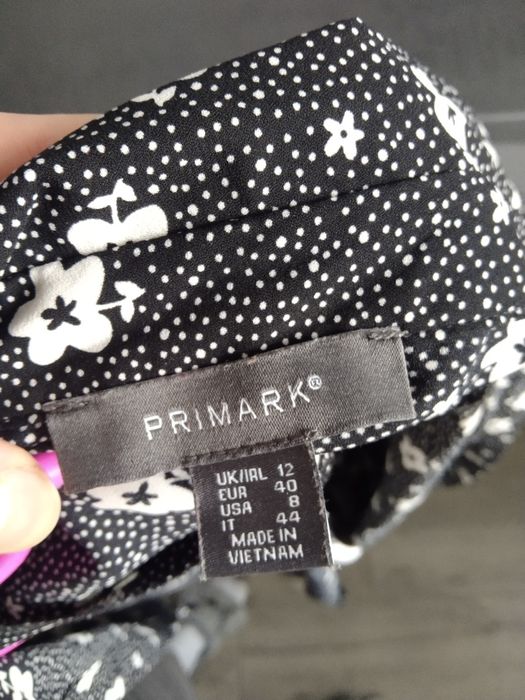 PRIMARK®
UK/IRL 12
EUR 40
USA 8
IT 44
MADE IN
VIETNAM